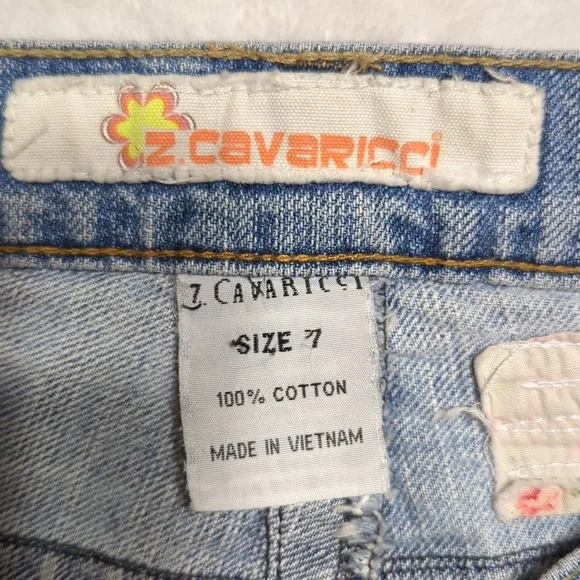 z.cavaricci
Z. CAVARICCI
SIZE 7
100% COTTON
MADE IN VIETNAM